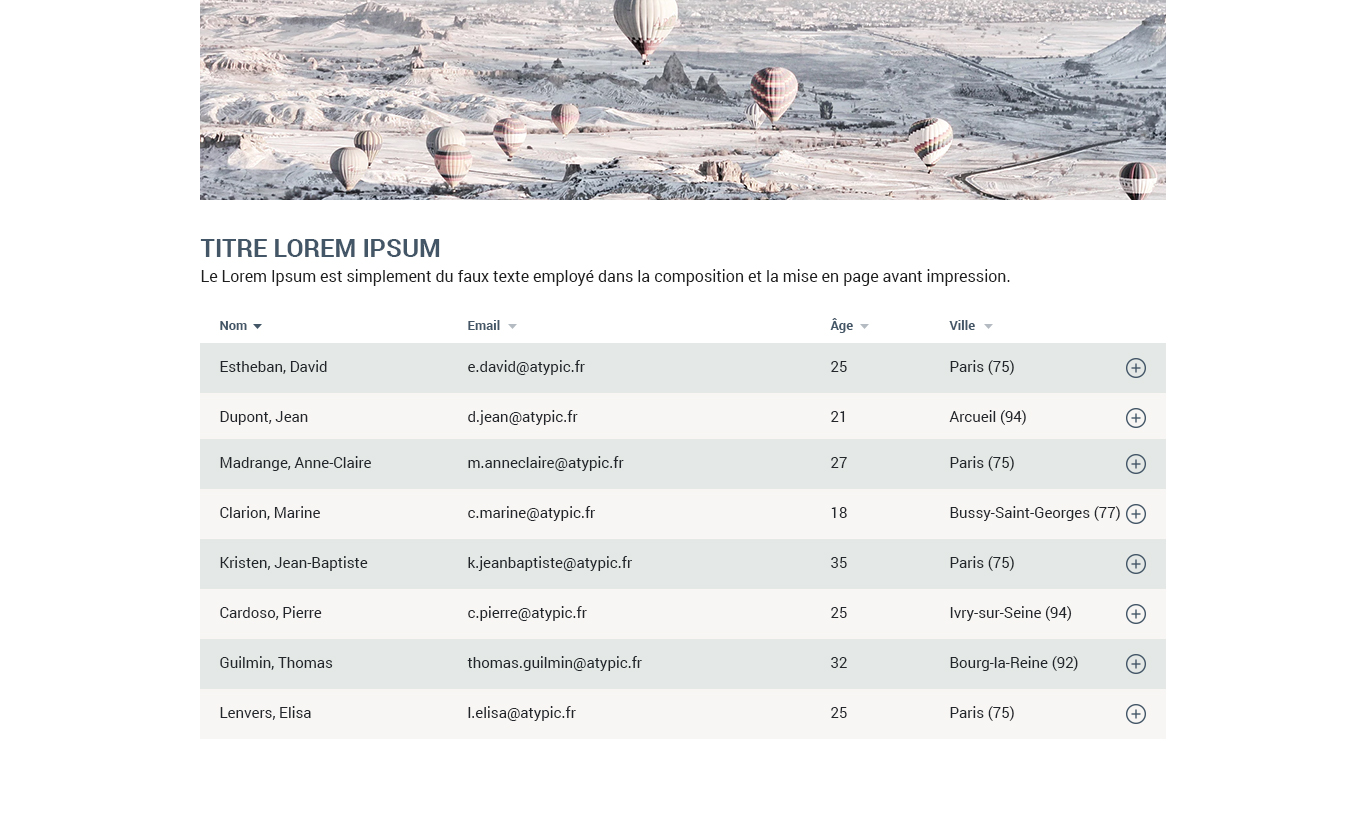 TITRE LOREM IPSUM
Le Lorem Ipsum est simplement du faux texte employé dans la composition et la mise en page avant impression.
Nom Email Âge Ville
Estheban, David e.david@atypic.fr 25 Paris (75)
Dupont, Jean d.jean@atypic.fr 21 Arcueil (94)
Madrange, Anne-Claire m.anneclaire@atypic.fr 27 Paris (75)
Clarion, Marine c.marine@atypic.fr 18 Bussy-Saint-Georges (77)
Kristen, Jean-Baptiste k.jeanbaptiste@atypic.fr 35 Paris (75)
Cardoso, Pierre c.pierre@atypic.fr 25 Ivry-sur-Seine (94)
Guilmin, Thomas thomas.guilmin@atypic.fr 32 Bourg-la-Reine (92)
Lenvers, Elisa l.elisa@atypic.fr 25 Paris (75)